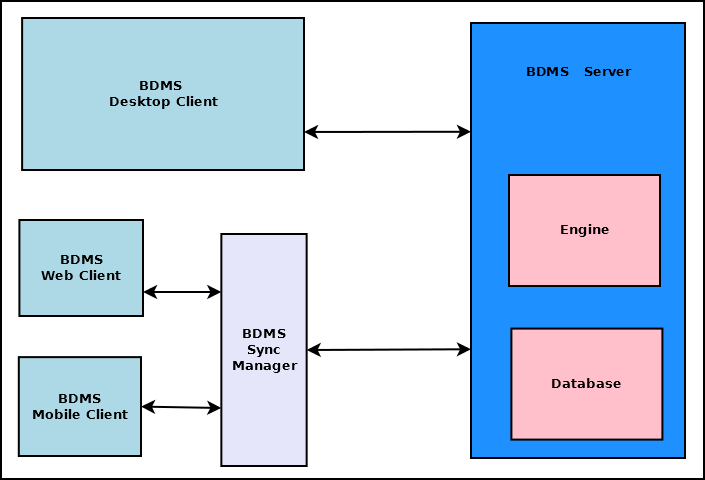 BDMS
Desktop Client
BDMS Server
Engine
BDMS
Web Client
BDMS
Sync
Manager
BDMS
Mobile Client
Database